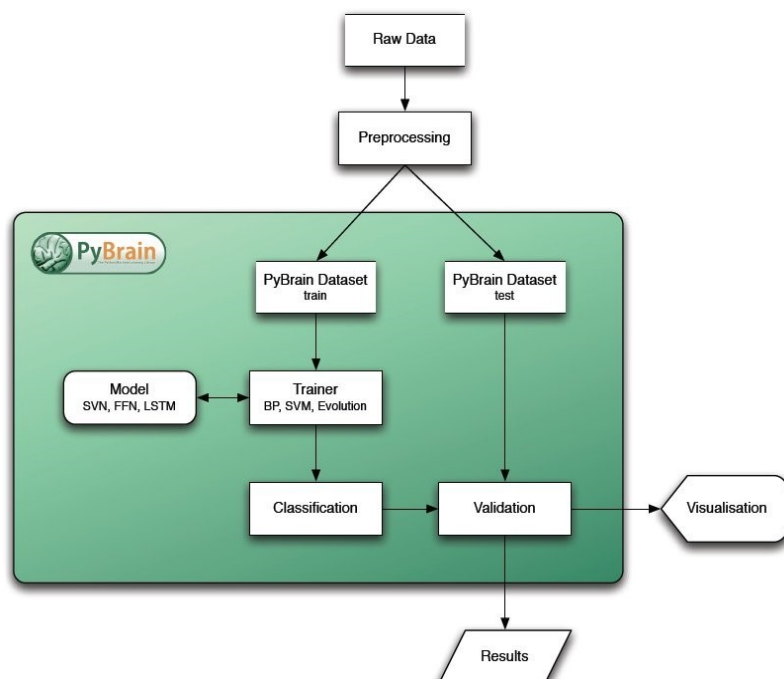 Raw Data
Preprocessing
PyBrain
PyBrain Dataset
train
PyBrain Dataset
test
Model
SVN, FFN, LSTM
Trainer
BP, SVM, Evolution
Classification
Validation
Visualisation
Results